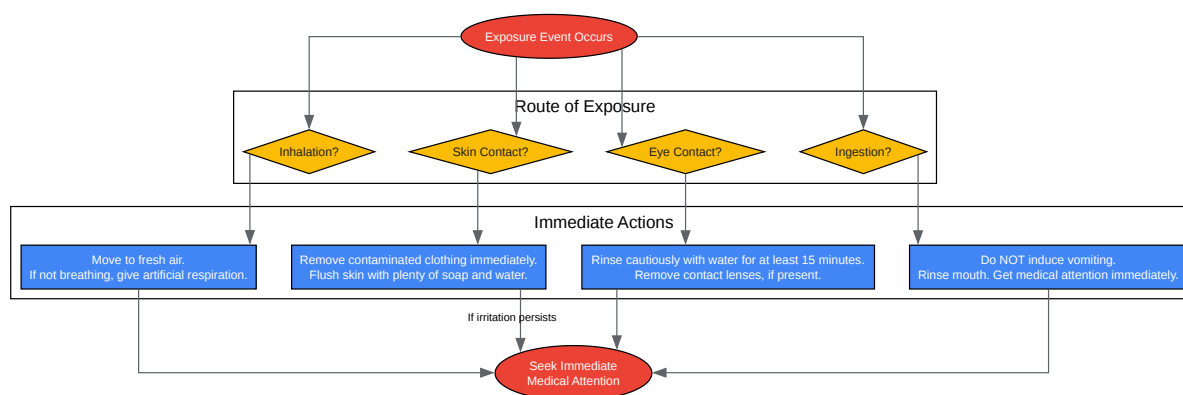 Exposure Event Occurs
Route of Exposure
Inhalation?
Skin Contact?
Eye Contact?
Ingestion?
Immediate Actions
Move to fresh air.
If not breathing, give artificial respiration.
Remove contaminated clothing immediately.
Flush skin with plenty of soap and water.
Rinse cautiously with water for at least 15 minutes.
Remove contact lenses, if present.
Do NOT induce vomiting.
Rinse mouth. Get medical attention immediately.
If irritation persists
Seek Immediate
Medical Attention